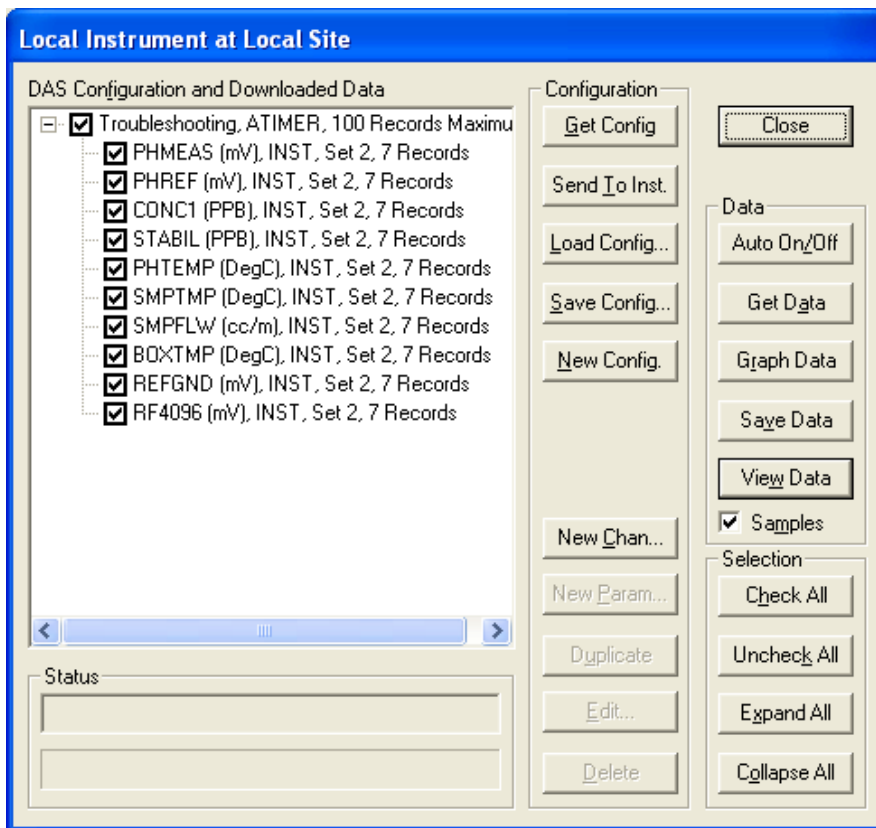 Local Instrument at Local Site
DAS Configuration and Downloaded Data
Troubleshooting, ATIMER, 100 Records Maximu
PHMEAS (mV), INST, Set 2, 7 Records
PHREF (mV), INST, Set 2, 7 Records
CONC1 (PPB), INST, Set 2, 7 Records
STABIL (PPB), INST, Set 2, 7 Records
PHTEMP (DegC), INST, Set 2, 7 Records
SMPTMP (DegC), INST, Set 2, 7 Records
SMPFLW (cc/m), INST, Set 2, 7 Records
BOXTMP (DegC), INST, Set 2, 7 Records
REFGND (mV), INST, Set 2, 7 Records
RF4096 (mV), INST, Set 2, 7 Records
Status
Configuration
Get Config
Send To Inst.
Load Config...
Save Config...
New Config.
New Chan...
New Param...
Duplicate
Edit...
Delete
Close
Data
Auto On/Off
Get Data
Graph Data
Save Data
View Data
Samples
Selection
Check All
Uncheck All
Expand All
Collapse All